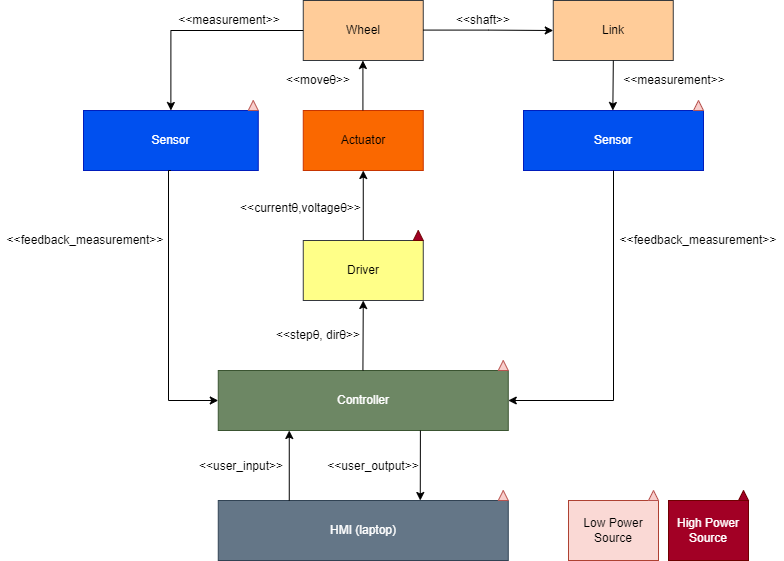 <<measurement>>
Wheel
<<shaft>>
Link
<<moveθ>>
<<measurement>>
Sensor
Actuator
Sensor
<<currentθ,voltageθ>>
<<feedback_measurement>>
<<feedback_measurement>>
Driver
<<stepθ, dirθ>>
Controller
<<user_input>>
<<user_output>>
HMI (laptop)
Low Power
Source
High Power
Source